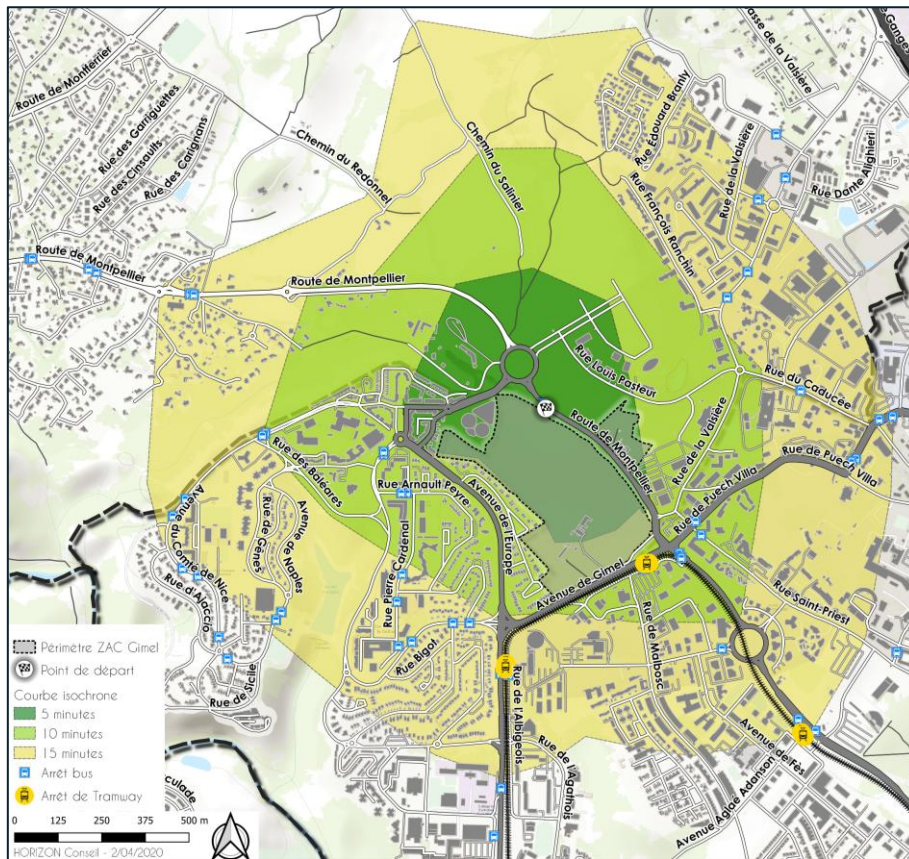 Route de Montferrier
Rue des Garriguettes
Rue des Cinsaults
Rue des Carignans
Chemin du Redonnel
Chemin du Salinier
Rue Édouard Branly
Rue François Ranchin
Rue de la Valsière
Rue Dante Alighieri
Route de Montpellier
Route de Montpellier
Rue Louis Pasteur
Rue du Caducée
Route de Montpellier
Rue de la Valsière
Rue de Puech Villa
Rue de Puech Villa
Rue des Baléares
Rue Arnault Peyre
Avenue de l'Europe
Avenue du Comté de Nice
Rue de Gênes
Avenue de Naples
Rue Pierre Cardenal
Avenue de Gimel
Rue d'Ajaccio
Rue Saint-Priest
Rue de Malbosc
Rue Bigot
Rue de Sicile
Rue de l'Albigeois
Rue de l'Agathois
Avenue de Fès
Avenue Aglaé Adanson
Périmètre ZAC Gimel
Point de départ
Courbe isochrone
5 minutes
10 minutes
15 minutes
Arrêt bus
Arrêt de Tramway
0 125 250 375 500 m
HORIZON Conseil - 2/04/2020